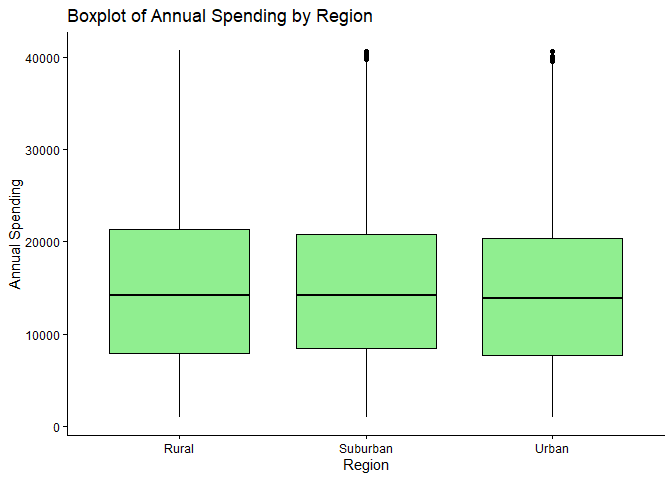 Boxplot of Annual Spending by Region
Annual Spending
40000
30000
20000
10000
0
Rural Suburban Urban
Region